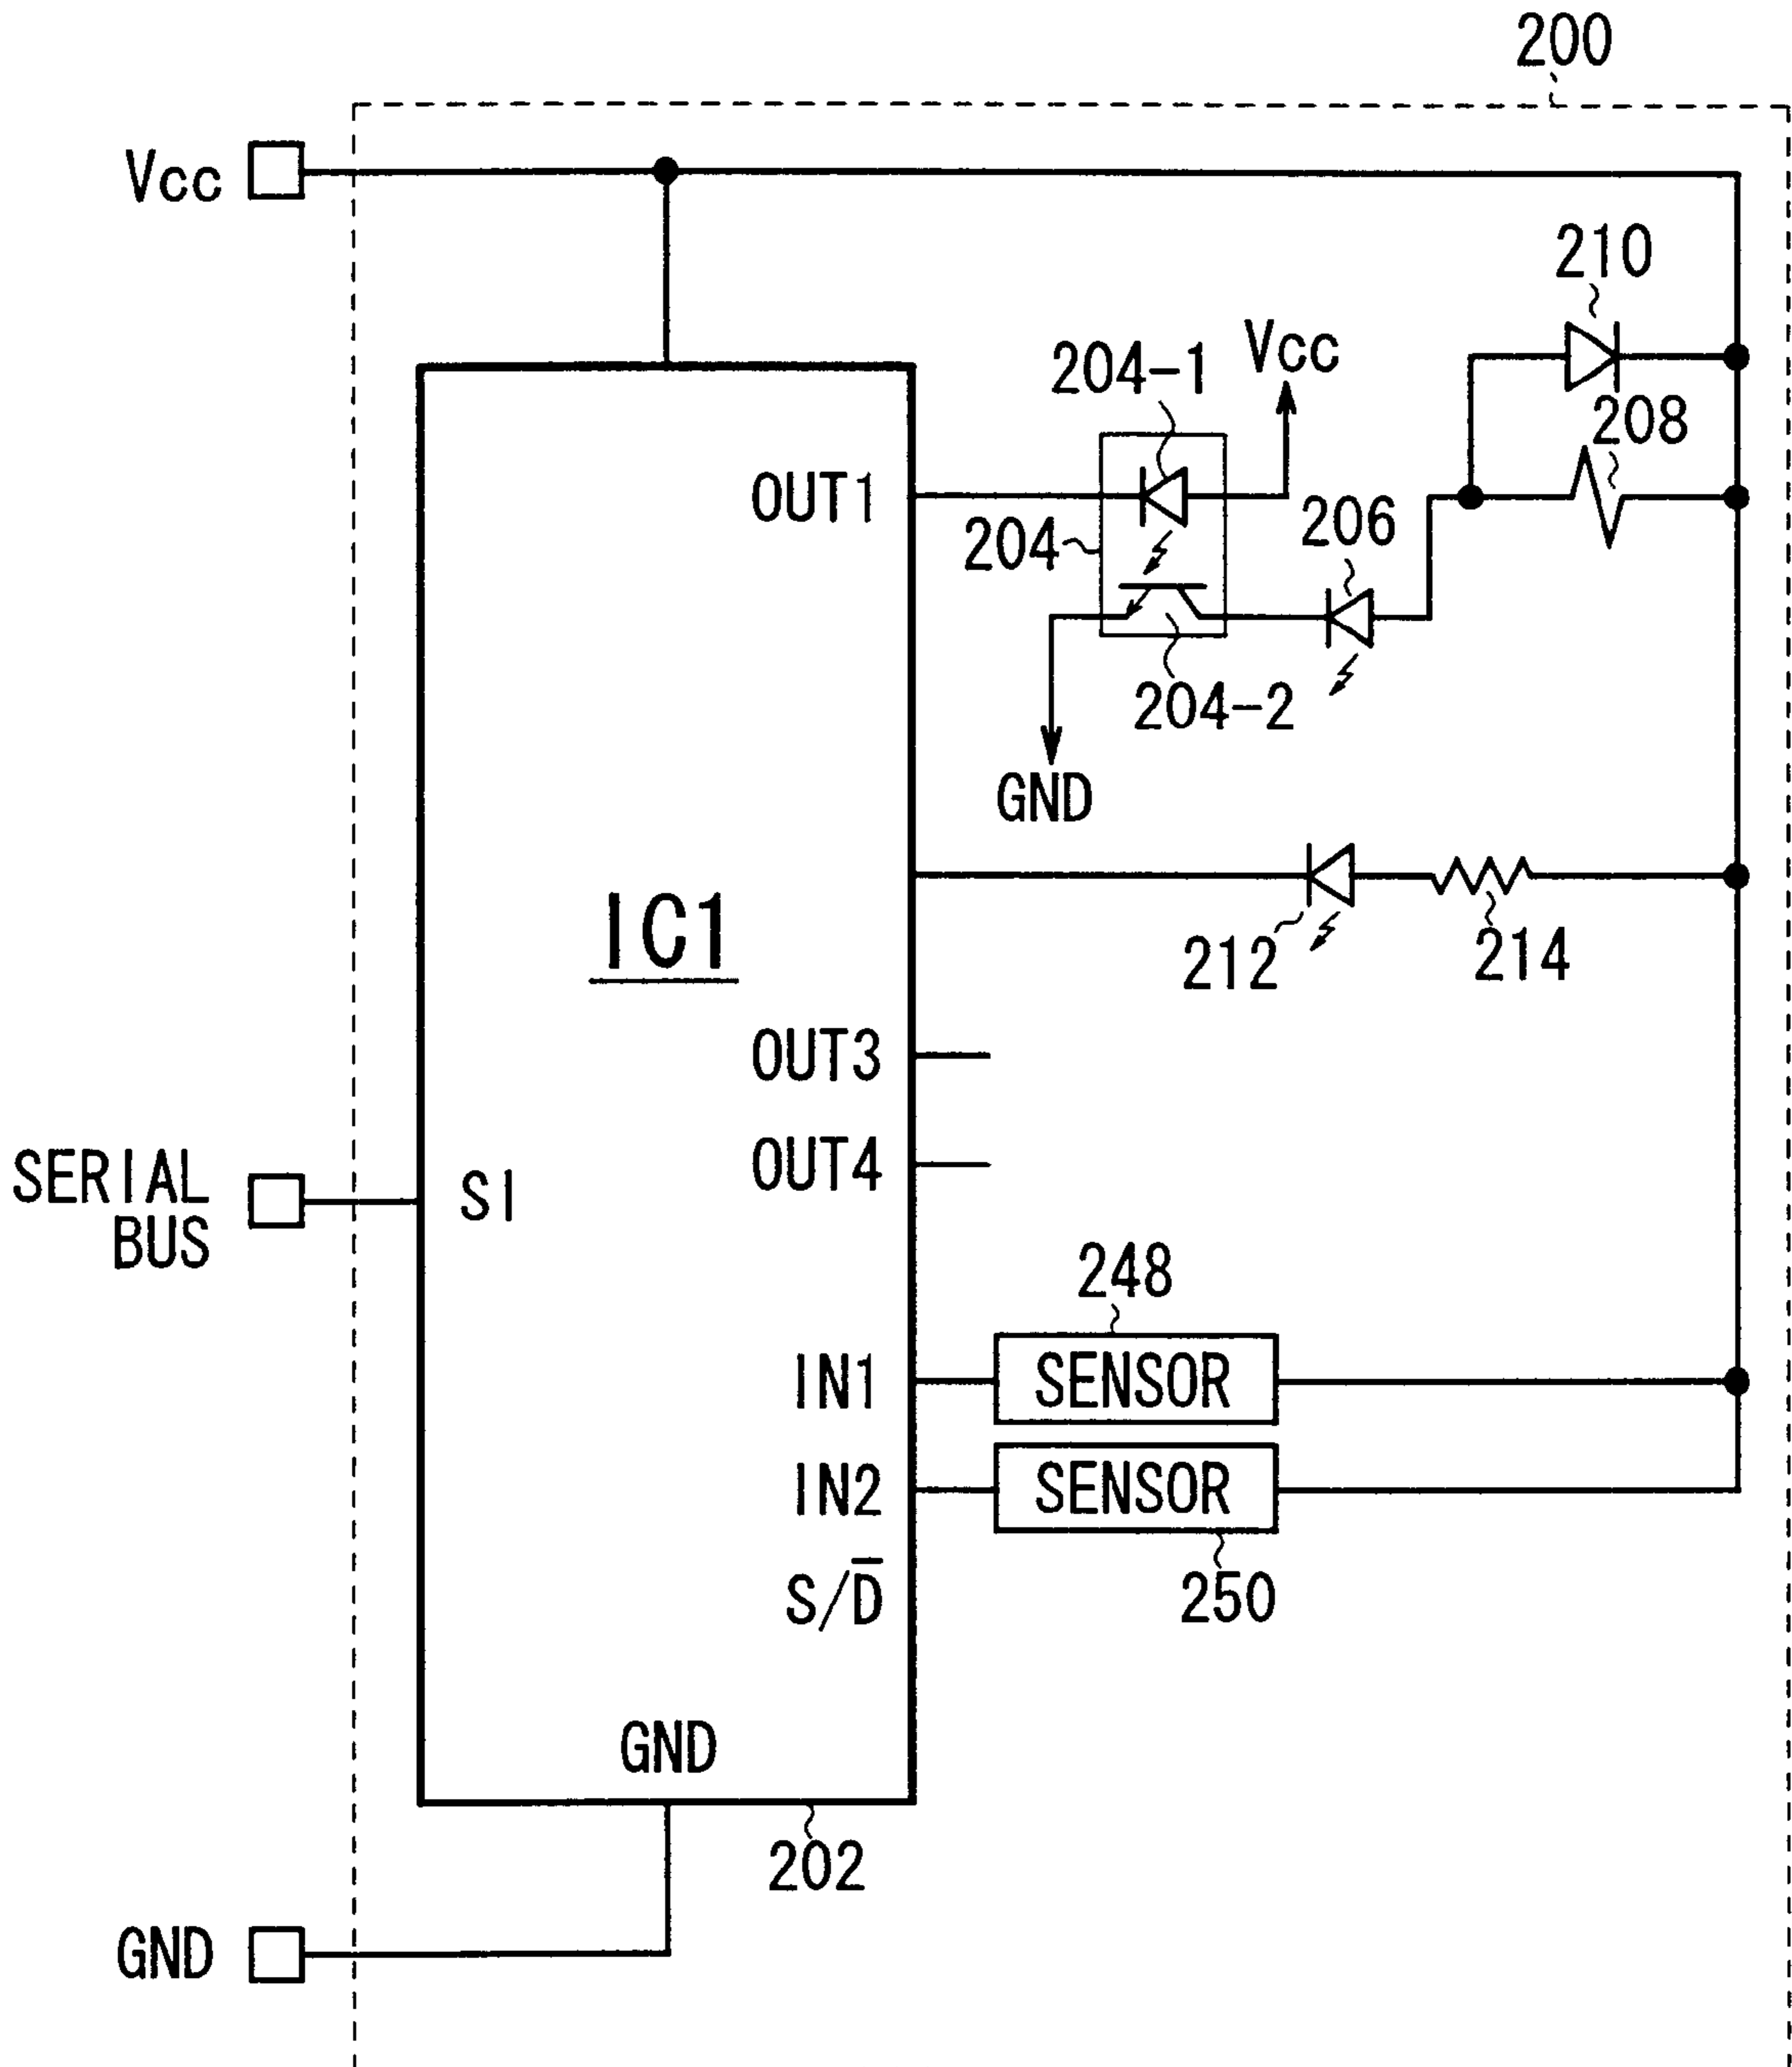 200
Vcc
210
Vcc
204-1
208
OUT1
204
206
204-2
GND
IC1
212
214
OUT3
OUT4
SERIAL
BUS
SI
248
IN1
SENSOR
IN2
SENSOR
S/D̅
250
GND
202
GND